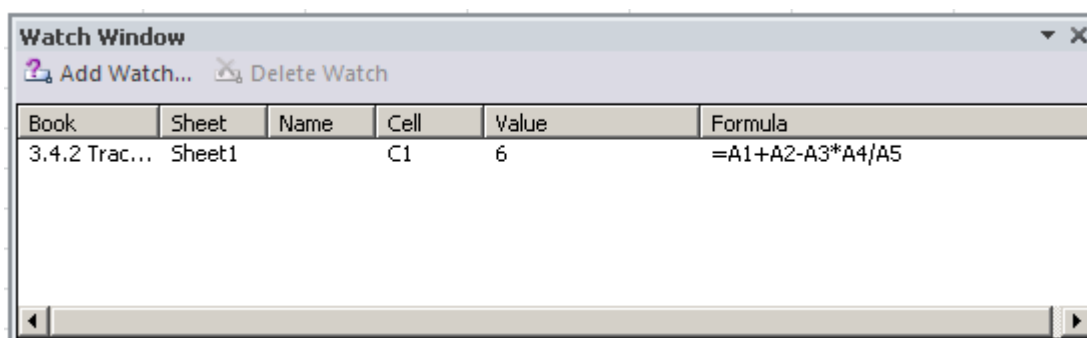 Watch Window
Add Watch... Delete Watch
Book Sheet Name Cell Value Formula
3.4.2 Trac... Sheet1 C1 6 =A1+A2-A3*A4/A5